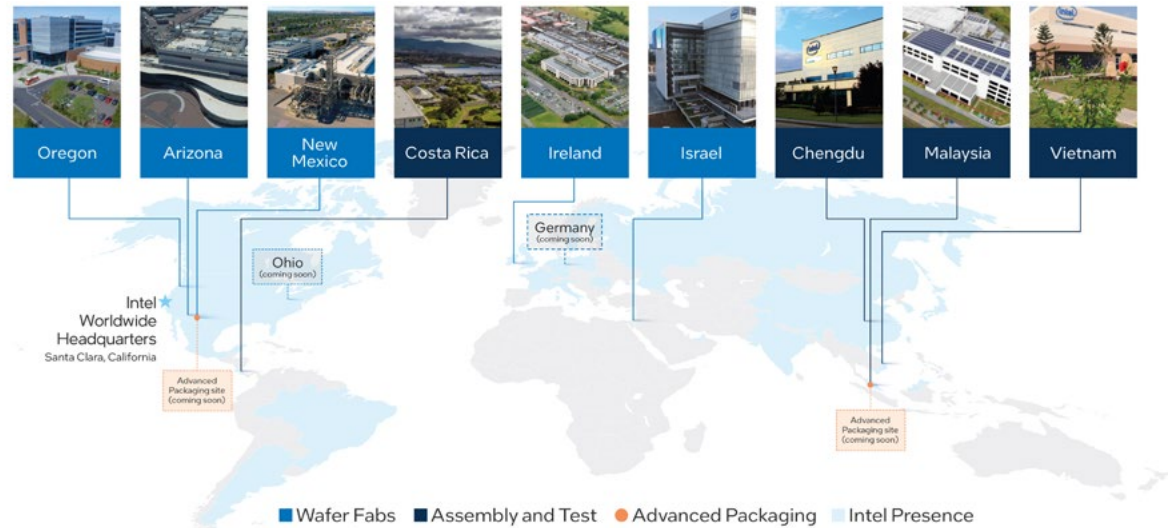 intel
intel
Oregon
Arizona
New
Mexico
Costa Rica
Ireland
Israel
Chengdu
Malaysia
Vietnam
Germany
(coming soon)
Ohio
(coming soon)
Intel
Worldwide
Headquarters
Santa Clara, California
Advanced
Packaging site
(coming soon)
Advanced
Packaging site
(coming soon)
Wafer Fabs
Assembly and Test
Advanced Packaging
Intel Presence